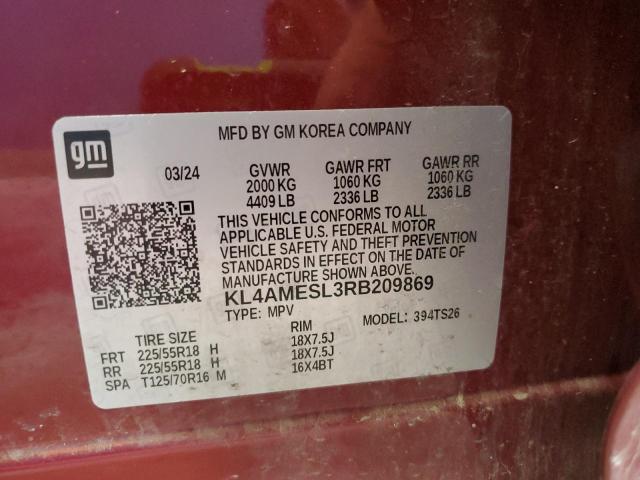 gm
MFD BY GM KOREA COMPANY
03/24 GVWR GAWR FRT GAWR RR
2000 KG 1060 KG 1060 KG
4409 LB 2336 LB 2336 LB
THIS VEHICLE CONFORMS TO ALL
APPLICABLE U.S. FEDERAL MOTOR
VEHICLE SAFETY AND THEFT PREVENTION
STANDARDS IN EFFECT ON THE DATE OF
MANUFACTURE SHOWN ABOVE.
KL4AMESL3RB209869
TYPE: MPV MODEL: 394TS26
TIRE SIZE RIM
FRT 225/55R18 H 18X7.5J
RR 225/55R18 H 18X7.5J
SPA T125/70R16 M 16X4BT